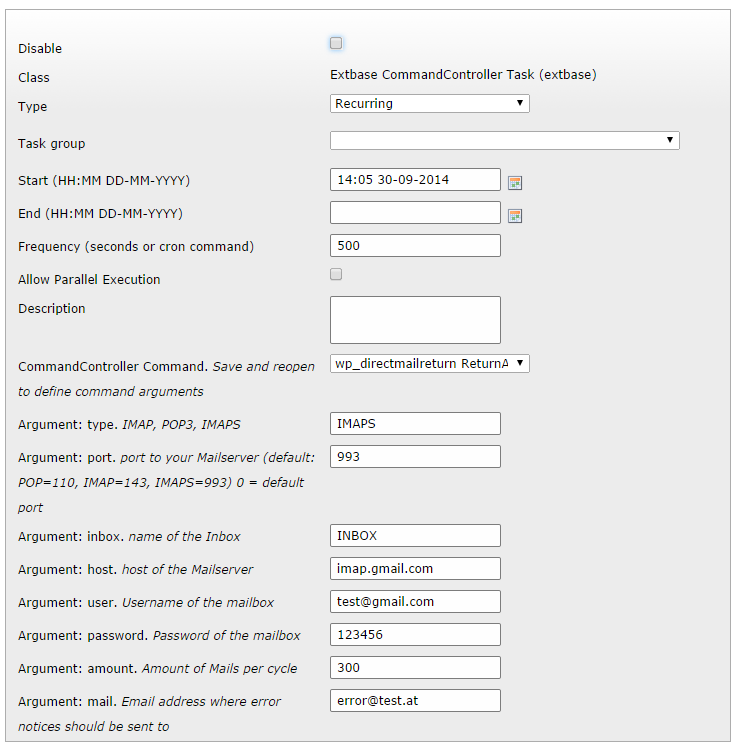 Disable
Class Extbase CommandController Task (extbase)
Type Recurring
Task group
Start (HH:MM DD-MM-YYYY) 14:05 30-09-2014
End (HH:MM DD-MM-YYYY)
Frequency (seconds or cron command) 500
Allow Parallel Execution
Description
CommandController Command. Save and reopen wp_directmailreturn ReturnA
to define command arguments
Argument: type. IMAP, POP3, IMAPS IMAPS
Argument: port. port to your Mailserver (default: 993
POP=110, IMAP=143, IMAPS=993) 0 = default
port
Argument: inbox. name of the Inbox INBOX
Argument: host. host of the Mailserver imap.gmail.com
Argument: user. Username of the mailbox test@gmail.com
Argument: password. Password of the mailbox 123456
Argument: amount. Amount of Mails per cycle 300
Argument: mail. Email address where error error@test.at
notices should be sent to